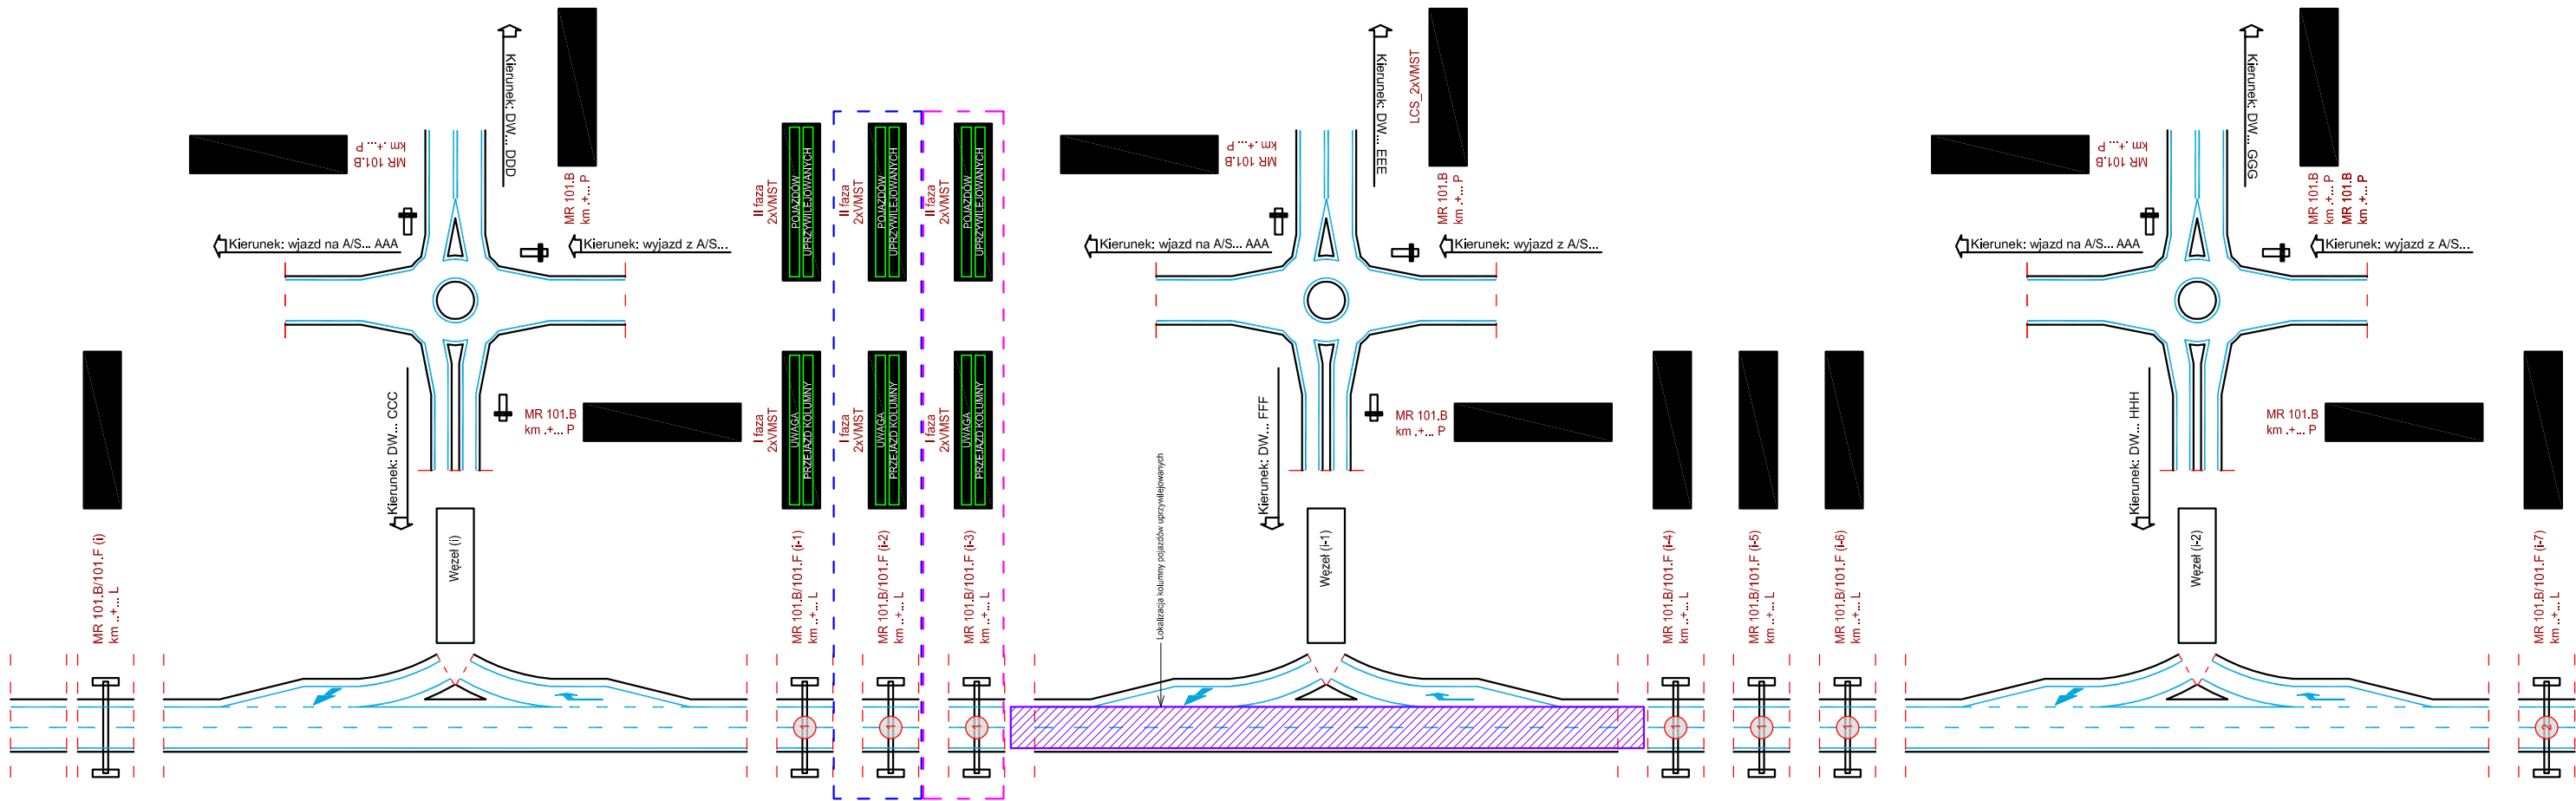 Kierunek: DW... DDD
MR 101.B
km .+... P
MR 101.B
km .+... P
Kierunek: wjazd na A/S... AAA
Kierunek: wyjazd z A/S...
Kierunek: DW... CCC
MR 101.B
km .+... P
Węzeł (i)
MR 101.B/101.F (i)
km ..+... L
II faza
2xVMST
POJAZDÓW
UPRZYWILEJOWANYCH
II faza
2xVMST
POJAZDÓW
UPRZYWILEJOWANYCH
II faza
2xVMST
POJAZDÓW
UPRZYWILEJOWANYCH
I faza
2xVMST
UWAGA
PRZEJAZD KOLUMNY
I faza
2xVMST
UWAGA
PRZEJAZD KOLUMNY
I faza
2xVMST
UWAGA
PRZEJAZD KOLUMNY
MR 101.B/101.F (i-1)
km ..+... L
MR 101.B/101.F (i-2)
km ..+... L
MR 101.B/101.F (i-3)
km ..+... L
1
1
1
Kierunek: DW... EEE
LCS_2xVMST
MR 101.B
km .+... P
MR 101.B
km .+... P
Kierunek: wjazd na A/S... AAA
Kierunek: wyjazd z A/S...
Kierunek: DW... FFF
MR 101.B
km .+... P
Lokalizacja kolumny pojazdów uprzywilejowanych
Węzeł (i-1)
MR 101.B/101.F (i-4)
km ..+... L
MR 101.B/101.F (i-5)
km ..+... L
MR 101.B/101.F (i-6)
km ..+... L
1
1
1
Kierunek: DW... GGG
MR 101.B
km .+... P
MR 101.B
km .+... P
MR 101.B
km .+... P
Kierunek: wjazd na A/S... AAA
Kierunek: wyjazd z A/S...
Kierunek: DW... HHH
MR 101.B
km .+... P
Węzeł (i-2)
MR 101.B/101.F (i-7)
km ..+... L
2